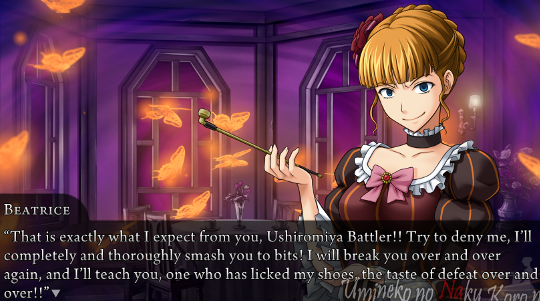 BEATRICE
“That is exactly what I expect from you, Ushiromiya Battler!! Try to deny me, I’ll
completely and thoroughly smash you to bits! I will break you over and over
again, and I’ll teach you, one who has licked my shoes, the taste of defeat over and
over!!”
Umineko no Naku Koro n